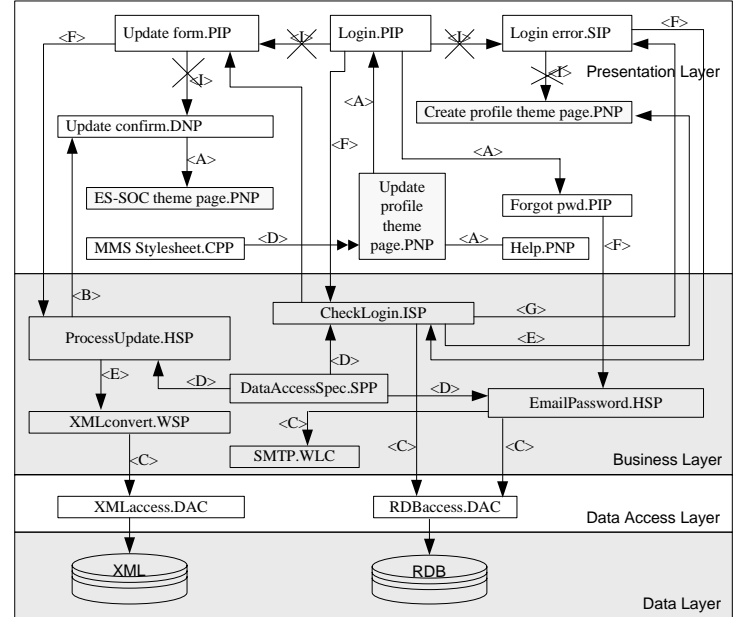 <F>
Update form.PIP
<I>
Login.PIP
<I>
Login error.SIP
<F>
<I>
<I>
Presentation Layer
<A>
Create profile theme page.PNP
Update confirm.DNP
<F>
<A>
<A>
ES-SOC theme page.PNP
Update
profile
theme
page.PNP
Forgot pwd.PIP
MMS Stylesheet.CPP
<D>
<A>
Help.PNP
<F>
<B>
CheckLogin.ISP
<G>
ProcessUpdate.HSP
<E>
<D>
<E>
<D>
DataAccessSpec.SPP
<D>
EmailPassword.HSP
XMLconvert.WSP
<C>
<C>
SMTP.WLC
<C>
<C>
Business Layer
XMLaccess.DAC
RDBaccess.DAC
Data Access Layer
XML
RDB
Data Layer